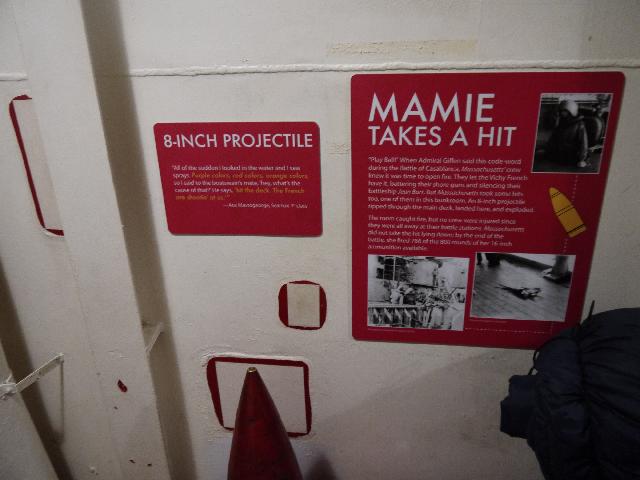 8-INCH PROJECTILE
"All of the sudden I looked in the water and I saw
sprays. Purple colors, red colors, orange colors,
so I said to the boatswain's mate, 'hey, what's the
cause of that?' He says, 'hit the deck. The French
are shootin' at us.'"
Seaman 1st class
MAMIE
TAKES A HIT
"Play Ball!" When Admiral Giffen said this code-word
during the Battle of Casablanca, Massachusetts' crew
knew it was time to open fire. They let the Vichy French
have it, battering their shore guns and silencing their
battleship Jean Bart. But Massachusetts took some hits
too, one of them in this bunkroom. An 8-inch projectile
ripped through the main deck, landed here, and exploded.
The room caught fire, but no crew were injured since
they were all away at their battle stations. Massachusetts
did not take the hit lying down: by the end of the
battle, she fired 786 of the 800 rounds of her 16-inch
ammunition available.